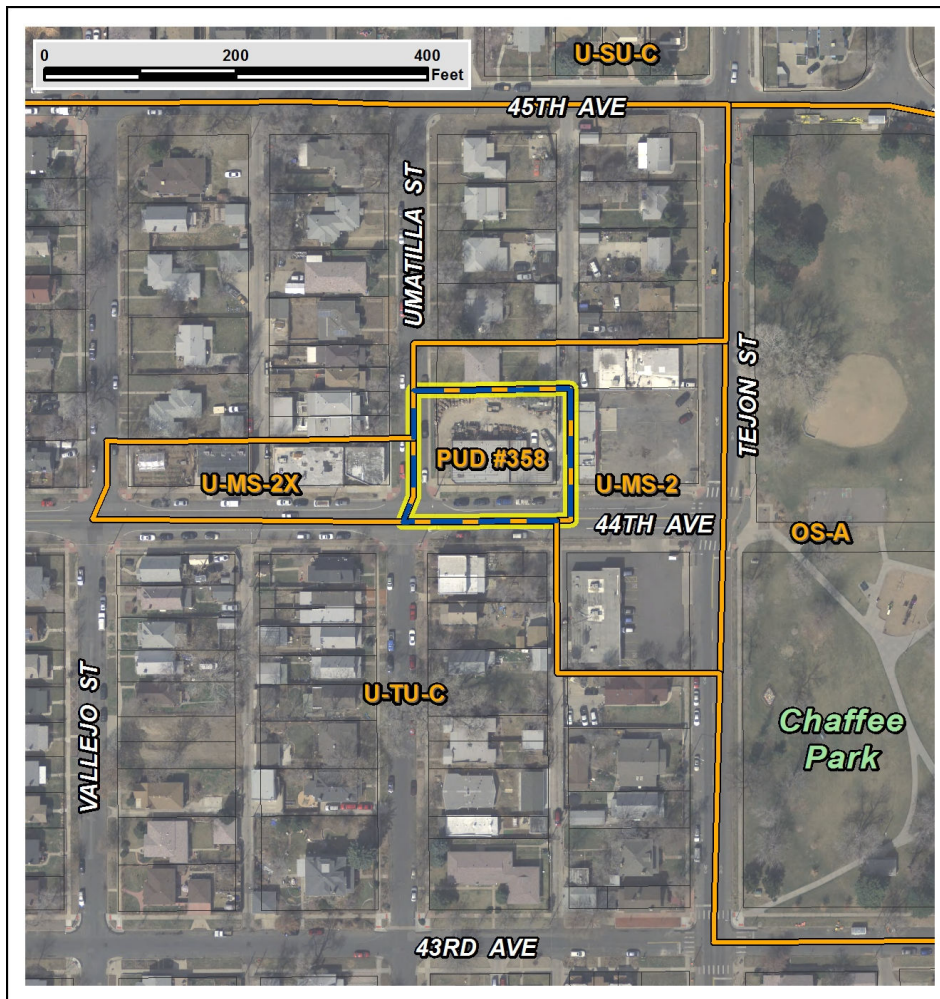 0 200 400
Feet
U-SU-C
45TH AVE
UMATILLA ST
TEJON ST
PUD #358
U-MS-2X
U-MS-2
44TH AVE
OS-A
U-TU-C
VALLEJO ST
Chaffee
Park
43RD AVE